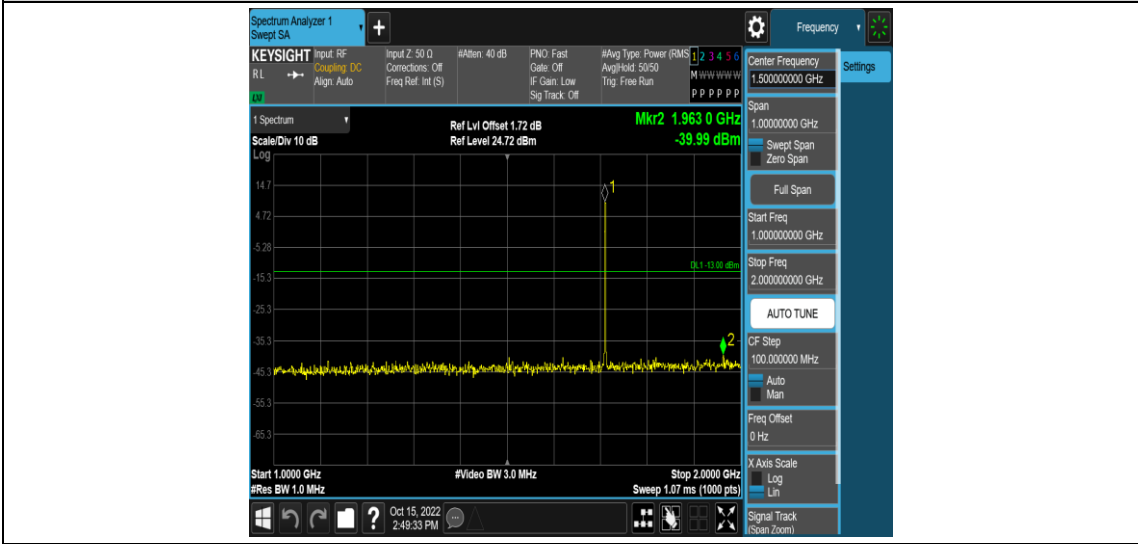 Spectrum Analyzer 1
Swept SA
+
Frequency
KEYSIGHT
RL
Input: RF
Coupling: DC
Align: Auto
Input Z: 50 Ω
Corrections: Off
Freq Ref: Int (S)
#Atten: 40 dB
PNO: Fast
Gate: Off
IF Gain: Low
Sig Track: Off
#Avg Type: Power (RMS
Avg|Hold: 50/50
Trig: Free Run
1 2 3 4 5 6
M W W W W W
P P P P P P
1 Spectrum
Scale/Div 10 dB
Log
Ref Lvl Offset 1.72 dB
Ref Level 24.72 dBm
Mkr2 1.963 0 GHz
-39.99 dBm
14.7
4.72
-5.28
-15.3
-25.3
-35.3
-45.3
-55.3
-65.3
1
DL1 -13.00 dBm
2
Start 1.0000 GHz
#Res BW 1.0 MHz
#Video BW 3.0 MHz
Stop 2.0000 GHz
Sweep 1.07 ms (1000 pts)
?
Oct 15, 2022
2:49:33 PM
Center Frequency
1.500000000 GHz
Settings
Span
1.00000000 GHz
Swept Span
Zero Span
Full Span
Start Freq
1.000000000 GHz
Stop Freq
2.000000000 GHz
AUTO TUNE
CF Step
100.000000 MHz
Auto
Man
Freq Offset
0 Hz
X Axis Scale
Log
Lin
Signal Track
(Span Zoom)